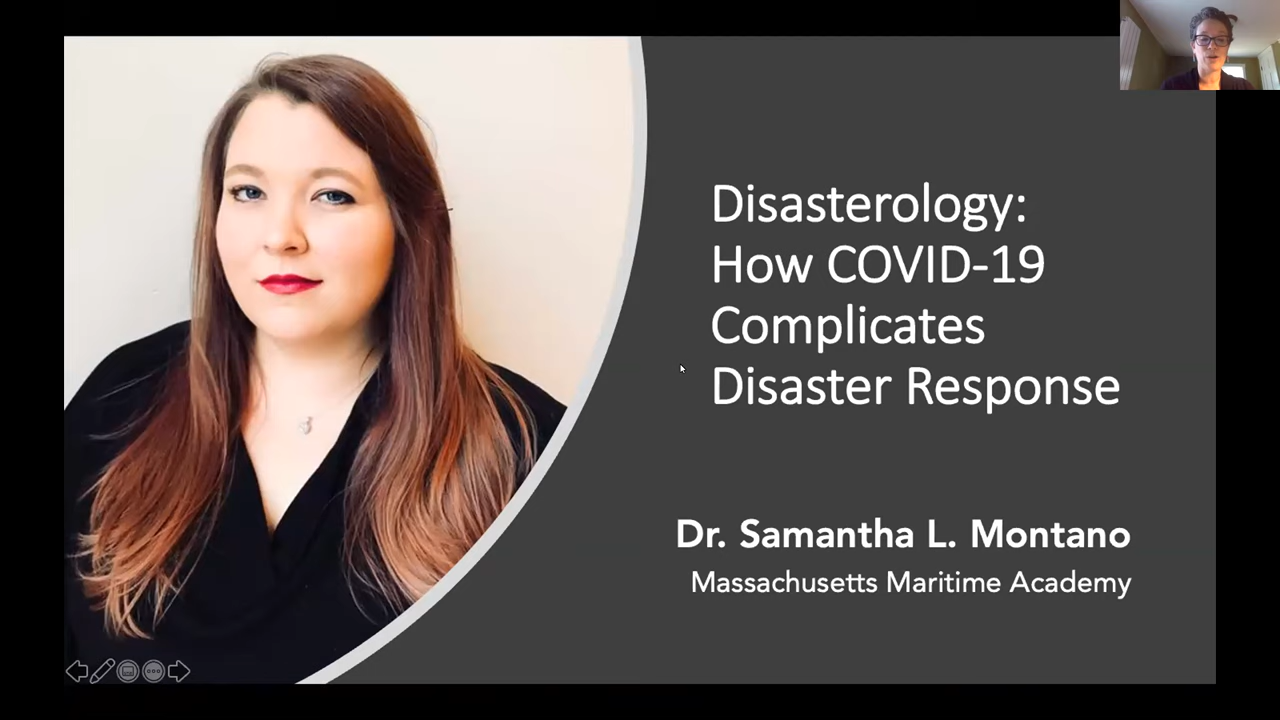 Disasterology:
How COVID-19
Complicates
Disaster Response
Dr. Samantha L. Montano
Massachusetts Maritime Academy